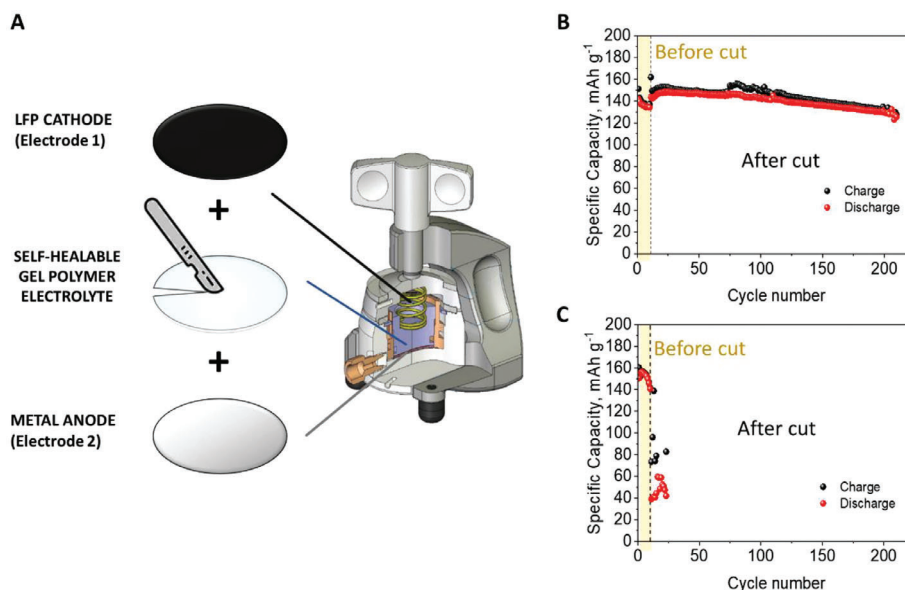 A
LFP CATHODE
(Electrode 1)
+
SELF-HEALABLE
GEL POLYMER
ELECTROLYTE
+
METAL ANODE
(Electrode 2)
B
Before cut
After cut
Charge
Discharge
Specific Capacity, mAh g⁻¹
200
180
160
140
120
100
80
60
40
20
0
0 50 100 150 200
Cycle number
C
Before cut
After cut
Charge
Discharge
Specific Capacity, mAh g⁻¹
200
180
160
140
120
100
80
60
40
20
0
0 50 100 150 200
Cycle number